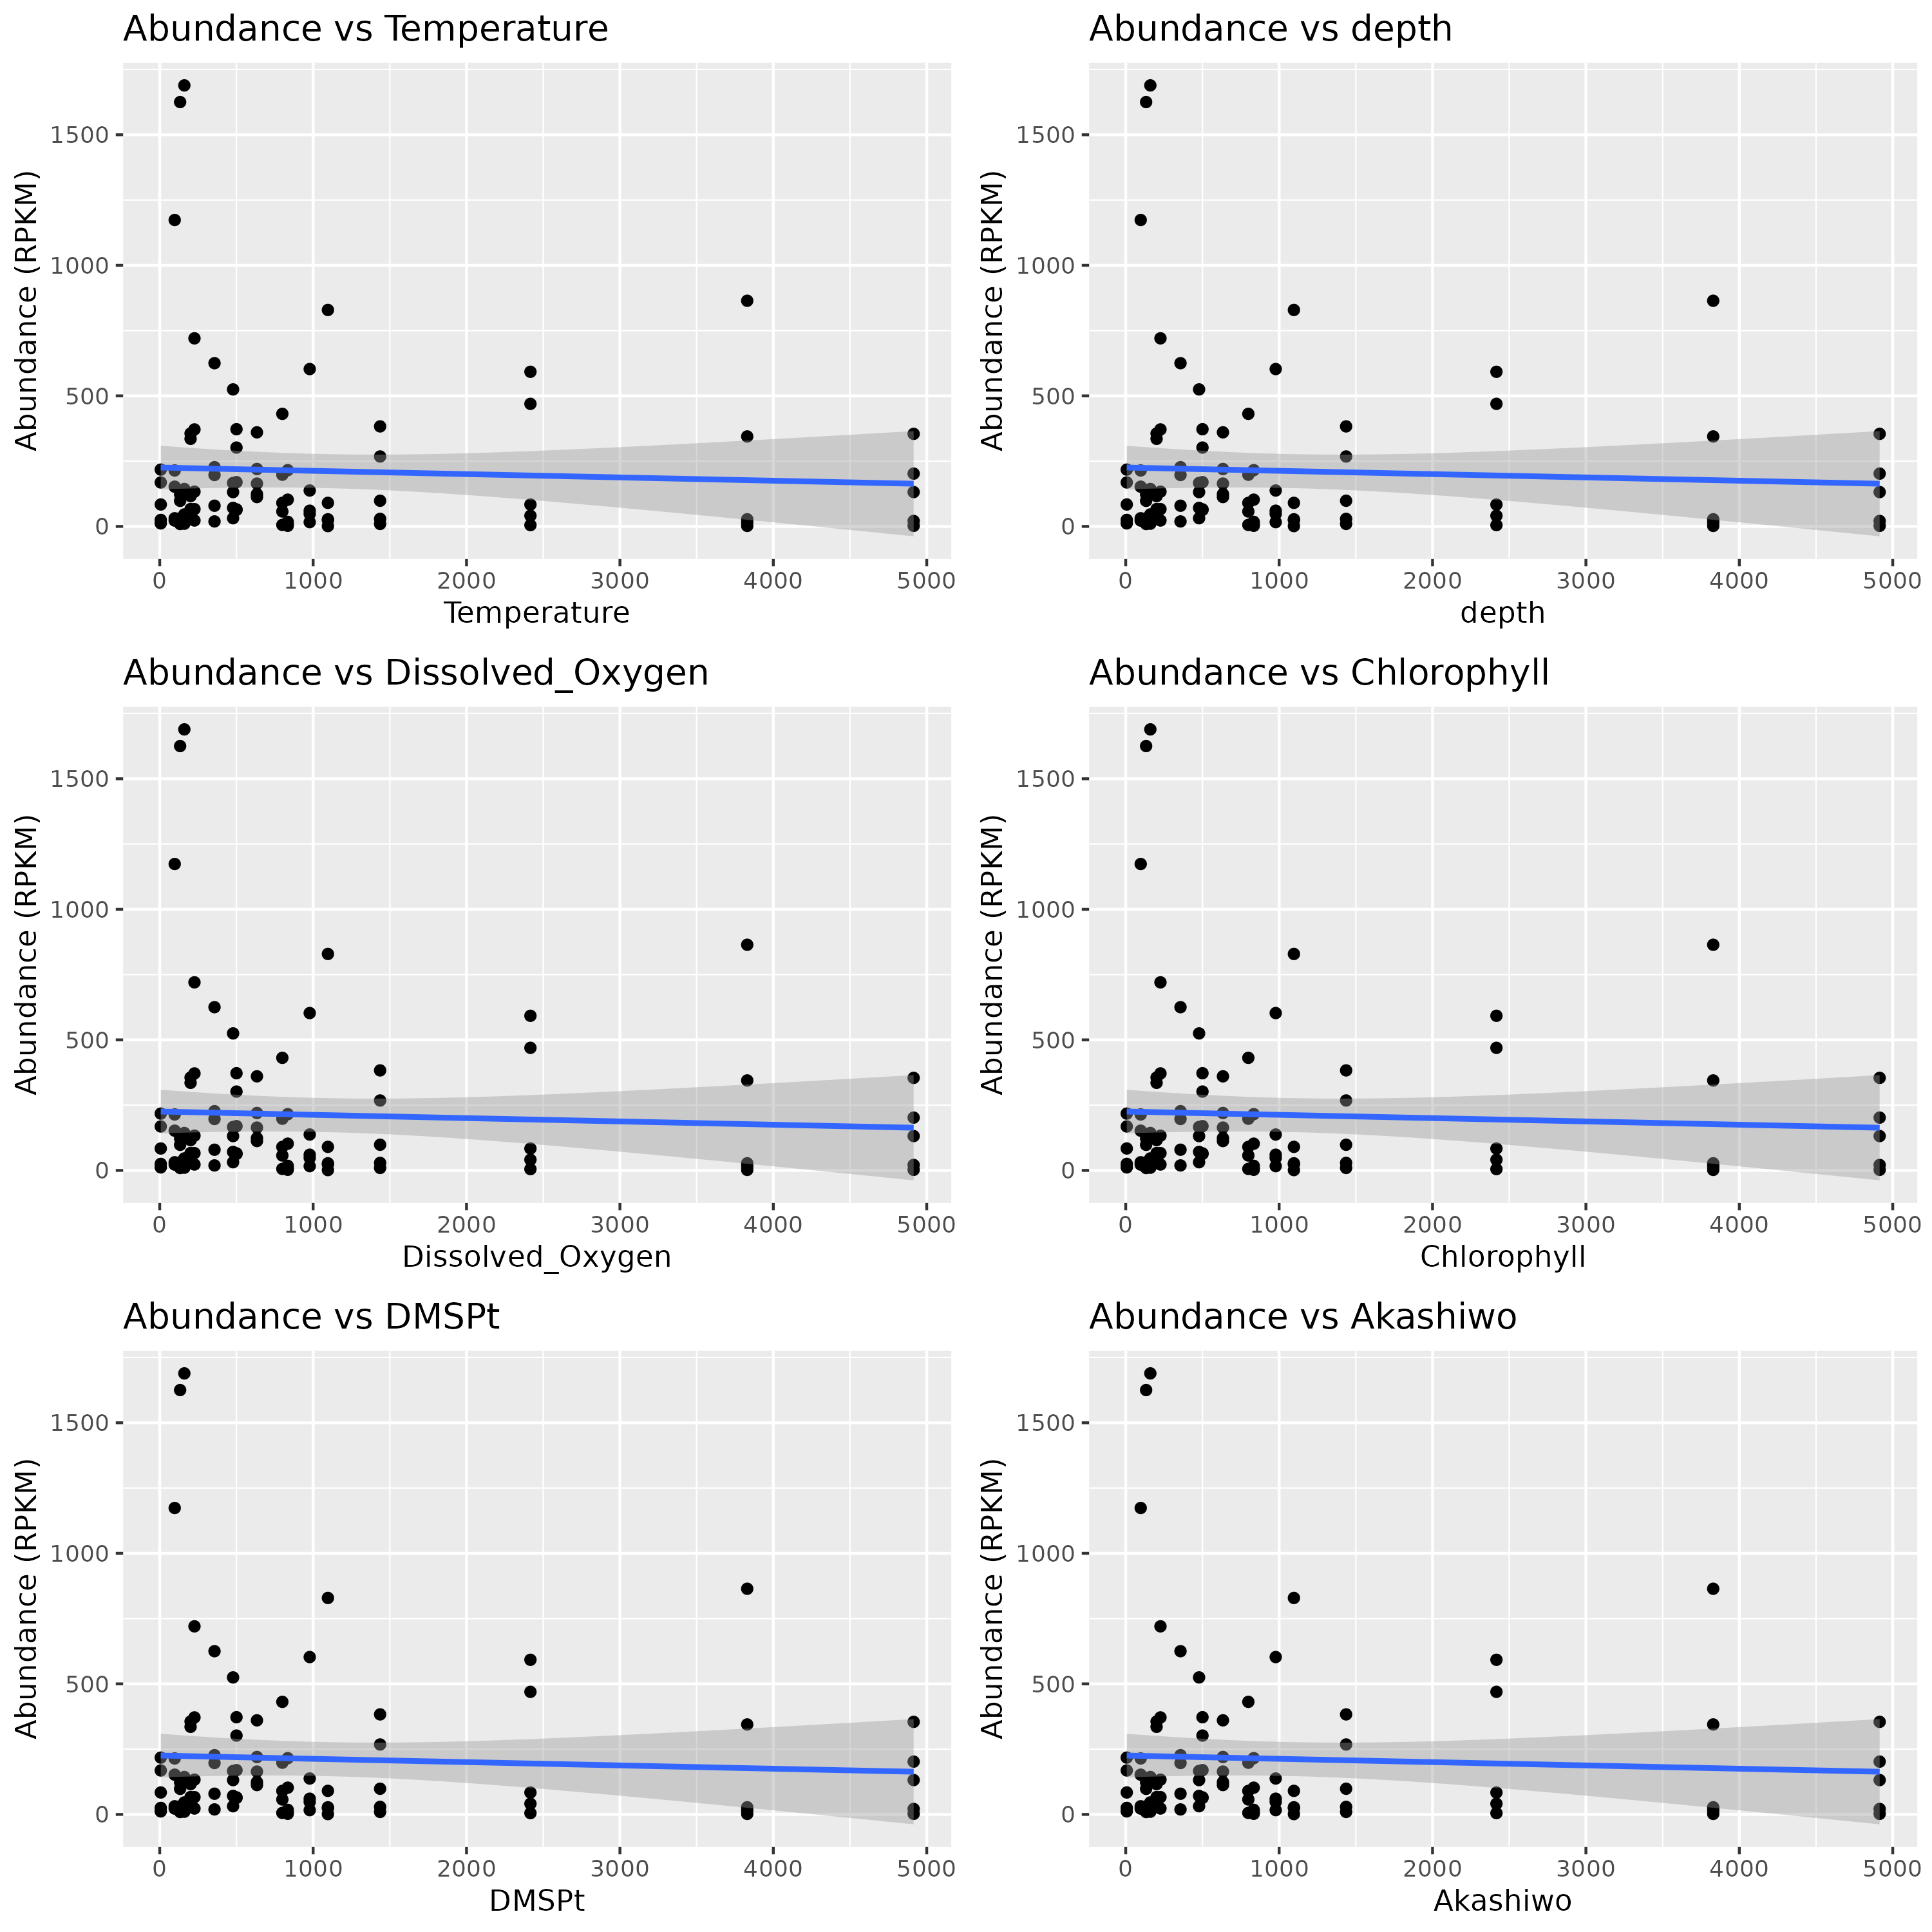 Abundance vs Temperature
Abundance (RPKM)
1500
1000
500
0
0 1000 2000 3000 4000 5000
Temperature
Abundance vs depth
Abundance (RPKM)
1500
1000
500
0
0 1000 2000 3000 4000 5000
depth
Abundance vs Dissolved_Oxygen
Abundance (RPKM)
1500
1000
500
0
0 1000 2000 3000 4000 5000
Dissolved_Oxygen
Abundance vs Chlorophyll
Abundance (RPKM)
1500
1000
500
0
0 1000 2000 3000 4000 5000
Chlorophyll
Abundance vs DMSPt
Abundance (RPKM)
1500
1000
500
0
0 1000 2000 3000 4000 5000
DMSPt
Abundance vs Akashiwo
Abundance (RPKM)
1500
1000
500
0
0 1000 2000 3000 4000 5000
Akashiwo